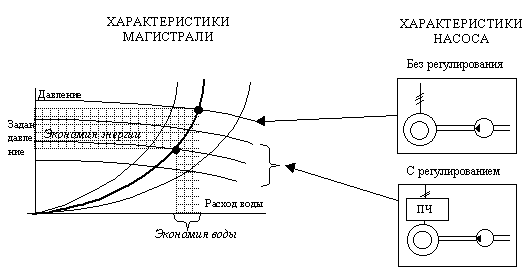 ХАРАКТЕРИСТИКИ
МАГИСТРАЛИ
ХАРАКТЕРИСТИКИ
НАСОСА
Без регулирования
Давление
Экономия энергии
Задан
давле
ние
С регулированием
ПЧ
Расход воды
Экономия воды